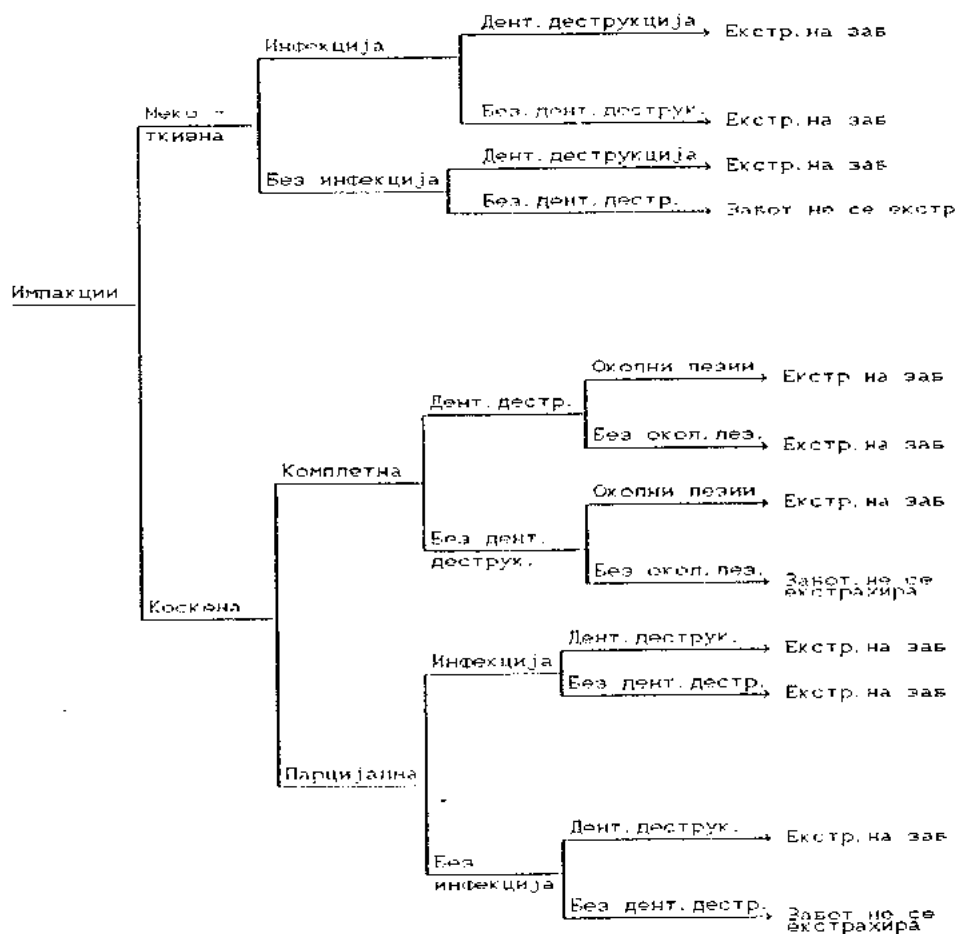 Дент.деструкција
Екстр.на заб
Инфекција
Без.дент.деструк.
Екстр.на заб
Меко -
ткивна
Дент.деструкција
Екстр.на заб
Без инфекција
Без.дент.дестр.
Забот не се екстр
Импакции
Околни лезии
Екстр на заб
Дент.дестр.
Без окол.лез.
Екстр.на заб
Комплетна
Околни лезии
Екстр.на заб
Без дент.
деструк.
Без окол.лез.
Забот.не се
екстрахира
Коскена
Дент.деструк.
Екстр.на заб
Инфекција
Без дент.дестр.
Екстр.на заб
Парцијална
Дент.деструк.
Екстр.на заб
Без
инфекција
Без дент.дестр.
Забот не се
екстрахира